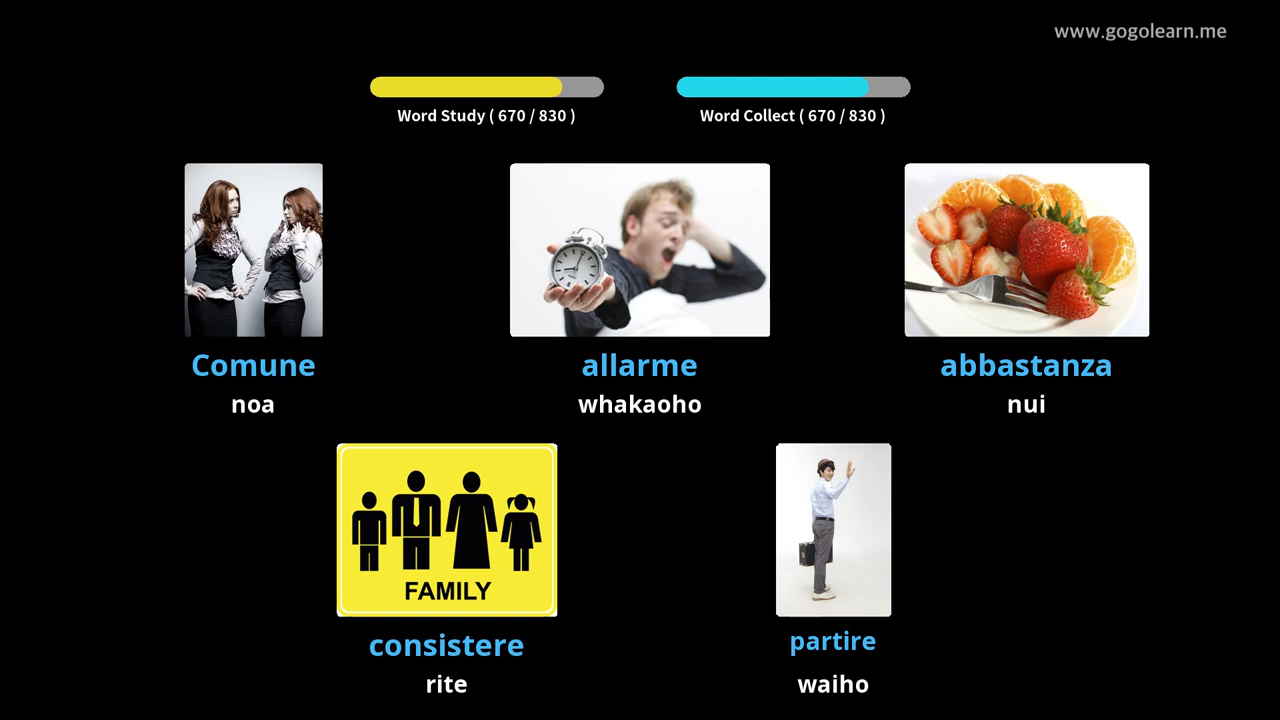 www.gogolearn.me
Word Study ( 670 / 830 )
Word Collect ( 670 / 830 )
Comune
noa
allarme
whakaoho
abbastanza
nui
FAMILY
consistere
rite
partire
waiho